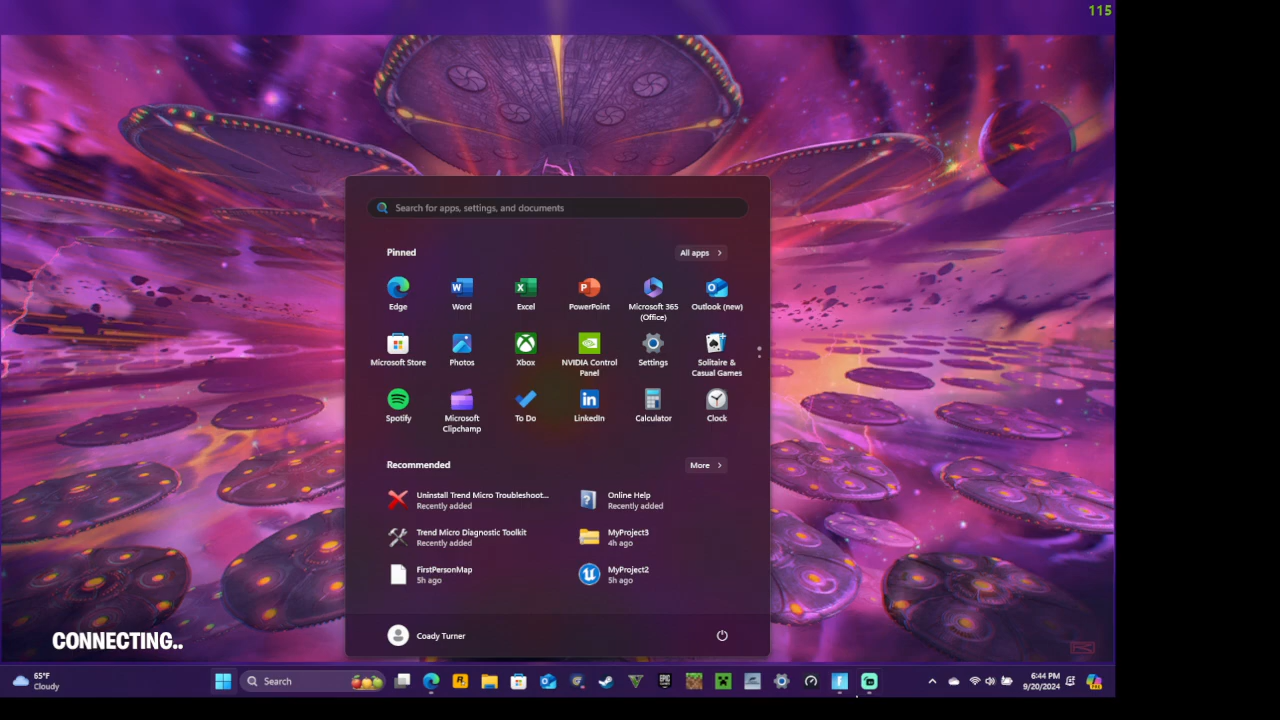 115
Search for apps, settings, and documents
Pinned
All apps
Edge
Word
Excel
PowerPoint
Microsoft 365
(Office)
Outlook (new)
Microsoft Store
Photos
Xbox
NVIDIA Control
Panel
Settings
Solitaire &
Casual Games
Spotify
Microsoft
Clipchamp
To Do
LinkedIn
Calculator
Clock
Recommended
More
Uninstall Trend Micro Troubleshoot...
Recently added
Online Help
Recently added
Trend Micro Diagnostic Toolkit
Recently added
MyProject3
4h ago
FirstPersonMap
5h ago
MyProject2
5h ago
Coady Turner
CONNECTING..
65°F
Cloudy
Search
6:44 PM
9/20/2024